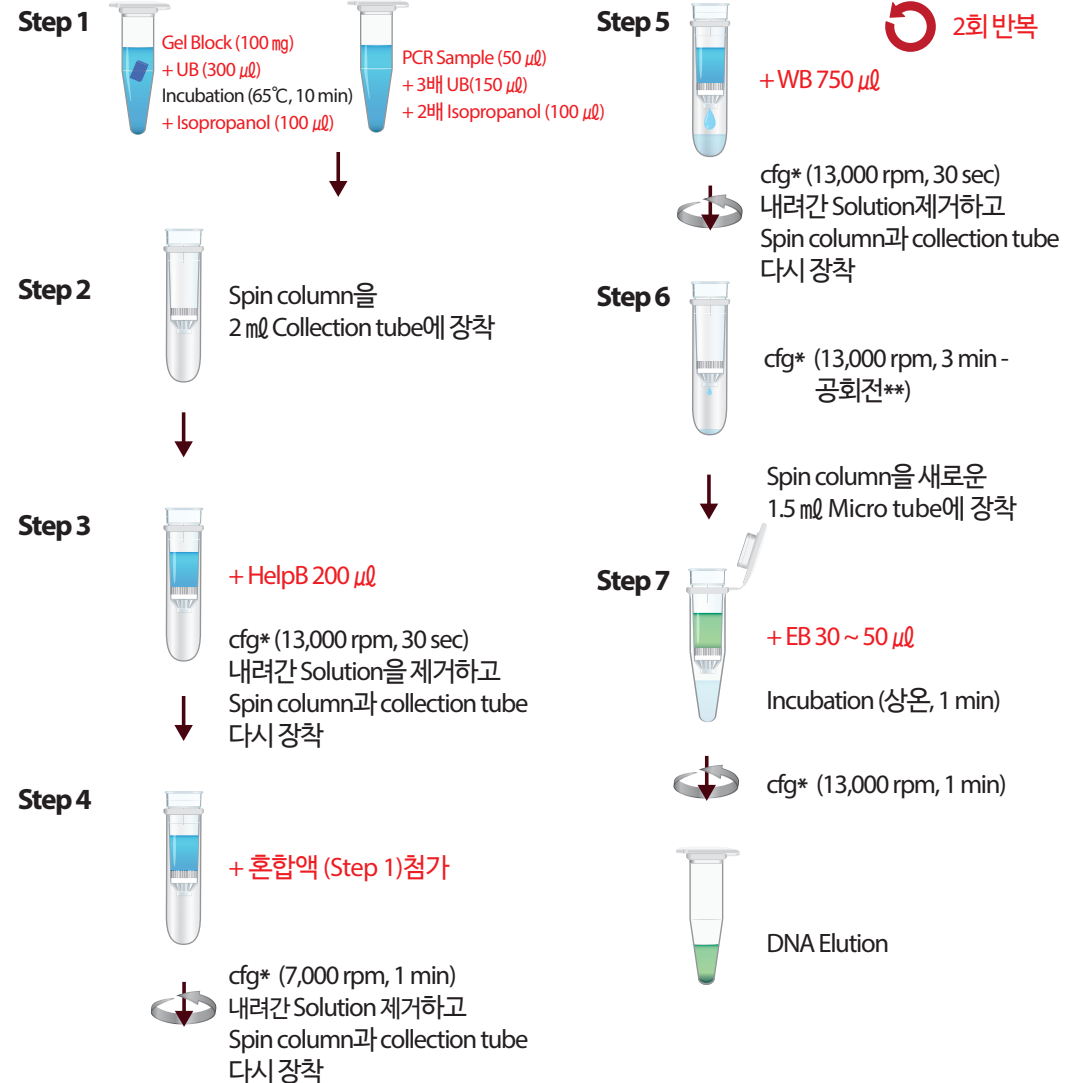 Step 1
Gel Block (100 ㎎)
+ UB (300 ㎕)
Incubation (65℃, 10 min)
+ Isopropanol (100 ㎕)
PCR Sample (50 ㎕)
+ 3배 UB(150 ㎕)
+ 2배 Isopropanol (100 ㎕)
Step 2
Spin column을
2 ㎖ Collection tube에 장착
Step 3
+ HelpB 200 ㎕
cfg* (13,000 rpm, 30 sec)
내려간 Solution을 제거하고
Spin column과 collection tube
다시 장착
Step 4
+ 혼합액 (Step 1)첨가
cfg* (7,000 rpm, 1 min)
내려간 Solution 제거하고
Spin column과 collection tube
다시 장착
Step 5
2회 반복
+ WB 750 ㎕
cfg* (13,000 rpm, 30 sec)
내려간 Solution제거하고
Spin column과 collection tube
다시 장착
Step 6
cfg* (13,000 rpm, 3 min -
공회전**)
Spin column을 새로운
1.5 ㎖ Micro tube에 장착
Step 7
+ EB 30 ~ 50 ㎕
Incubation (상온, 1 min)
cfg* (13,000 rpm, 1 min)
DNA Elution